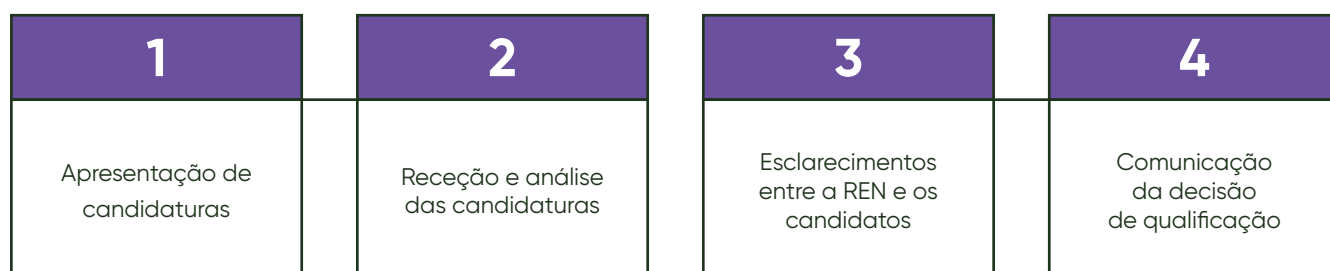 1
Apresentação de
candidaturas
2
Receção e análise
das candidaturas
3
Esclarecimentos
entre a REN e os
candidatos
4
Comunicação
da decisão
de qualificação